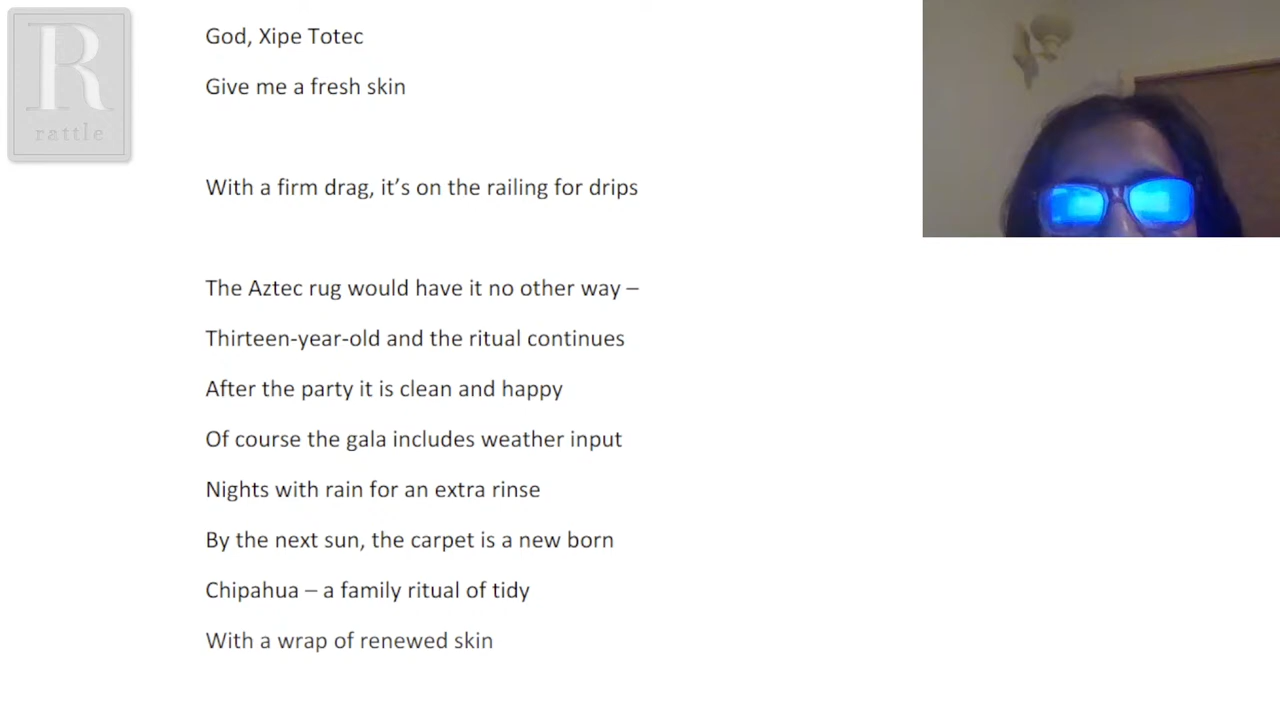 R
rattle
God, Xipe Totec
Give me a fresh skin
With a firm drag, it’s on the railing for drips
The Aztec rug would have it no other way –
Thirteen-year-old and the ritual continues
After the party it is clean and happy
Of course the gala includes weather input
Nights with rain for an extra rinse
By the next sun, the carpet is a new born
Chipahua – a family ritual of tidy
With a wrap of renewed skin